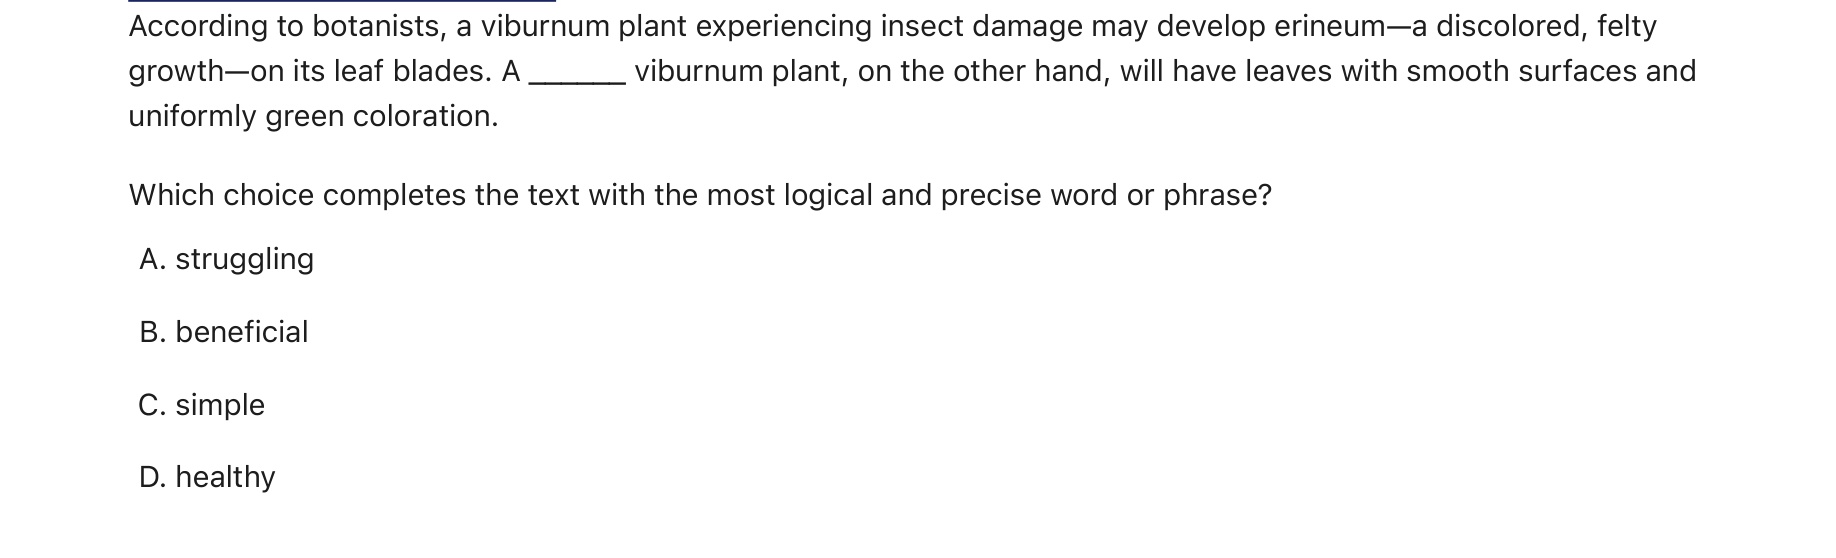 According to botanists, a viburnum plant experiencing insect damage may develop erineum—a discolored, felty
growth—on its leaf blades. A ______ viburnum plant, on the other hand, will have leaves with smooth surfaces and
uniformly green coloration.
Which choice completes the text with the most logical and precise word or phrase?
A. struggling
B. beneficial
C. simple
D. healthy